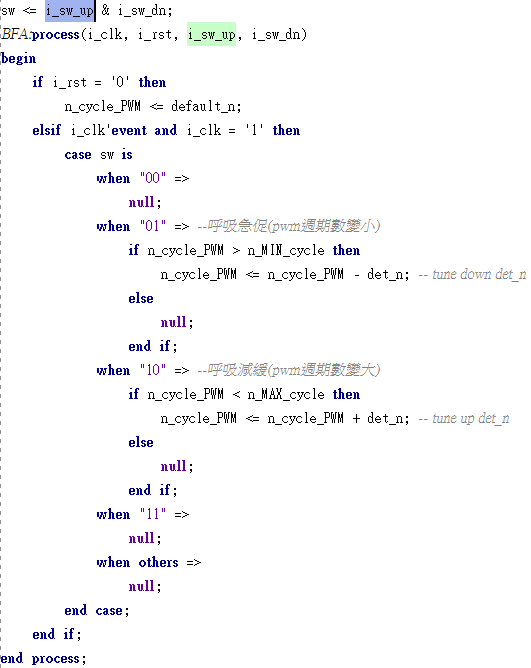 sw <= i_sw_up & i_sw_dn;
BFA:process(i_clk, i_rst, i_sw_up, i_sw_dn)
begin
    if i_rst = '0' then
        n_cycle_PWM <= default_n;
    elsif i_clk'event and i_clk = '1' then
        case sw is
            when "00" =>
                null;
            when "01" => --呼吸急促(pwm週期數變小)
                if n_cycle_PWM > n_MIN_cycle then
                    n_cycle_PWM <= n_cycle_PWM - det_n; -- tune down det_n
                else
                    null;
                end if;
            when "10" => --呼吸減緩(pwm週期數變大)
                if n_cycle_PWM < n_MAX_cycle then
                    n_cycle_PWM <= n_cycle_PWM + det_n; -- tune up det_n
                else
                    null;
                end if;
            when "11" =>
                null;
            when others =>
                null;
        end case;
    end if;
end process;